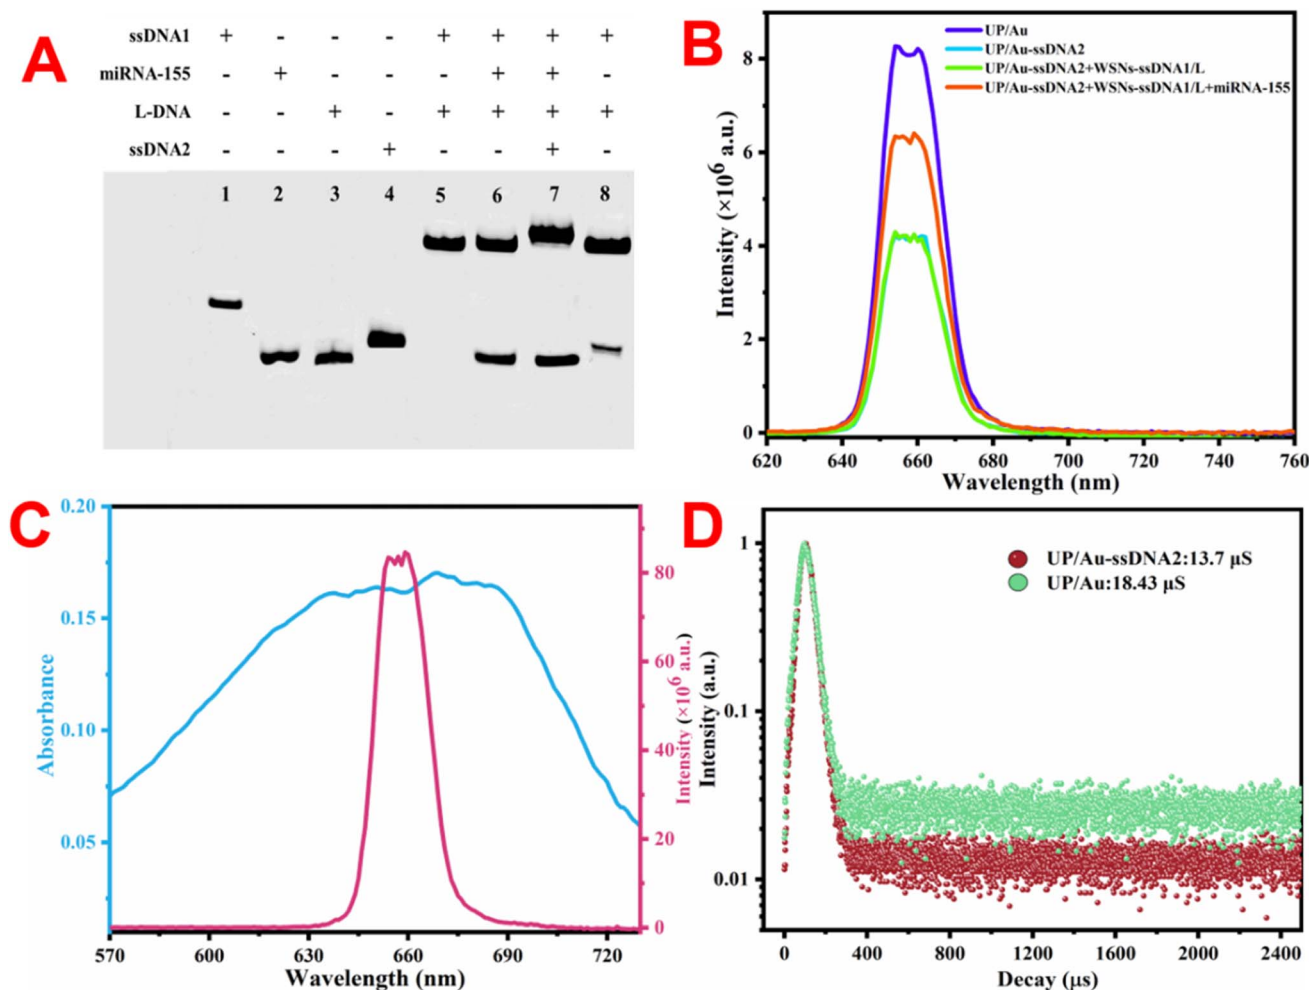 A
ssDNA1 + - - - + + + +
miRNA-155 - + - - - + + -
L-DNA - - + - + + + +
ssDNA2 - - - + - - + -
1 2 3 4 5 6 7 8
B
UP/Au
UP/Au-ssDNA2
UP/Au-ssDNA2+WSNs-ssDNA1/L
UP/Au-ssDNA2+WSNs-ssDNA1/L+miRNA-155
Intensity (×10⁶ a.u.)
8
6
4
2
0
620 640 660 680 700 720 740 760
Wavelength (nm)
C
Absorbance
0.20
0.15
0.10
0.05
80
60
40
20
0
Intensity (×10⁶ a.u.)
570 600 630 660 690 720
Wavelength (nm)
D
UP/Au-ssDNA2:13.7 μS
UP/Au:18.43 μS
Intensity (a.u.)
1
0.1
0.01
0 400 800 1200 1600 2000 2400
Decay (μs)